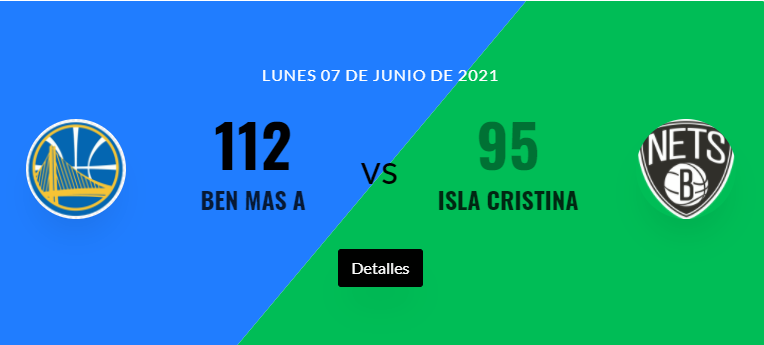 LUNES 07 DE JUNIO DE 2021
112
BEN MAS A
VS
95
ISLA CRISTINA
NETS
B
Detalles